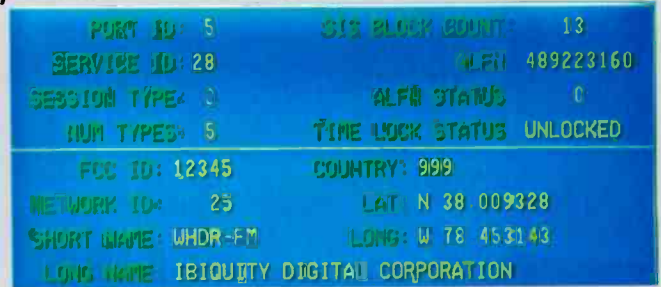 PORT ID: 5 SIS BLOCK COUNT: 13
SERVICE ID: 28 ALFN 489223160
SESSION TYPE: 0 ALFN STATUS 0
NUM TYPES: 5 TIME LOCK STATUS UNLOCKED
FCC ID: 12345 COUNTRY: 999
NETWORK ID: 25 LAT: N 38 009328
SHORT NAME: WHDR-FM LONG: W 78 453143
LONG NAME IBIQUITY DIGITAL CORPORATION